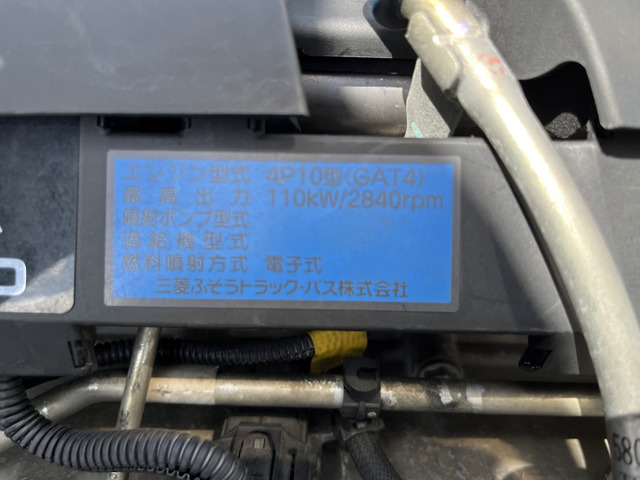 エンジン型式 4P10型(GAT4)
最高出力 110kW/2840rpm
噴射ポンプ型式
過給機型式
燃料噴射方式 電子式
三菱ふそうトラック・バス株式会社
580